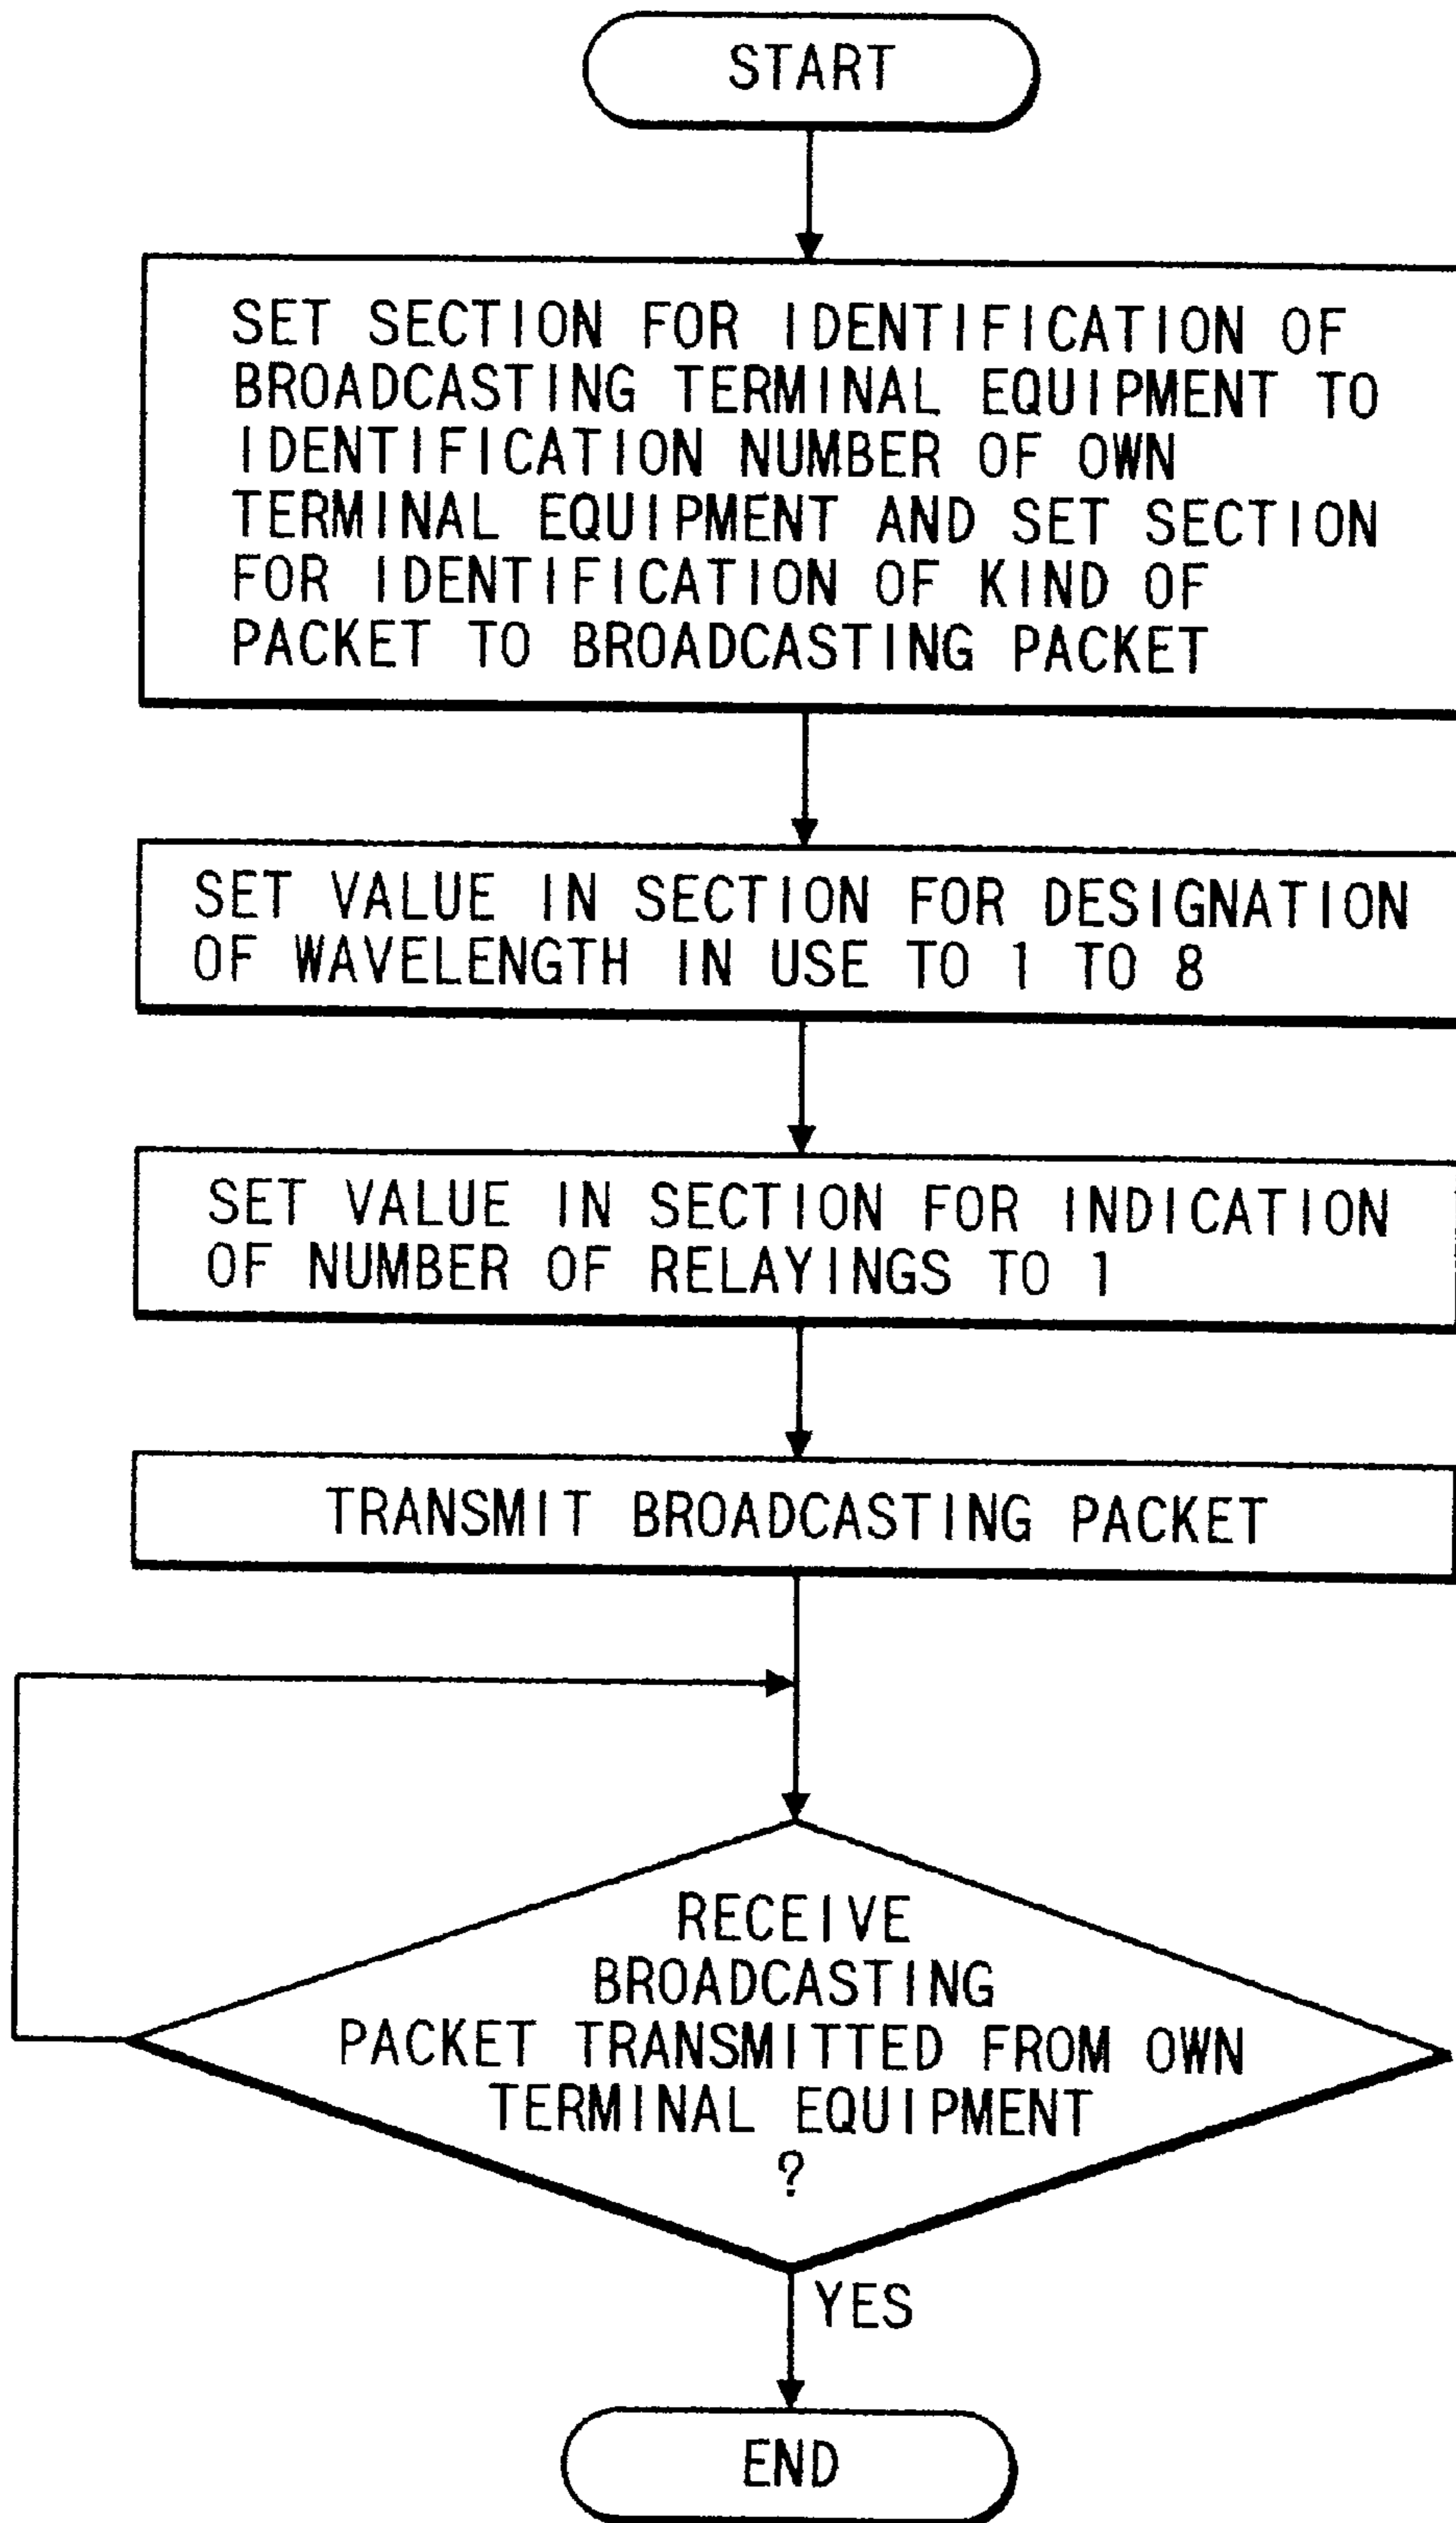 START
SET SECTION FOR IDENTIFICATION OF
BROADCASTING TERMINAL EQUIPMENT TO
IDENTIFICATION NUMBER OF OWN
TERMINAL EQUIPMENT AND SET SECTION
FOR IDENTIFICATION OF KIND OF
PACKET TO BROADCASTING PACKET
SET VALUE IN SECTION FOR DESIGNATION
OF WAVELENGTH IN USE TO 1 TO 8
SET VALUE IN SECTION FOR INDICATION
OF NUMBER OF RELAYINGS TO 1
TRANSMIT BROADCASTING PACKET
RECEIVE
BROADCASTING
PACKET TRANSMITTED FROM OWN
TERMINAL EQUIPMENT
?
YES
END